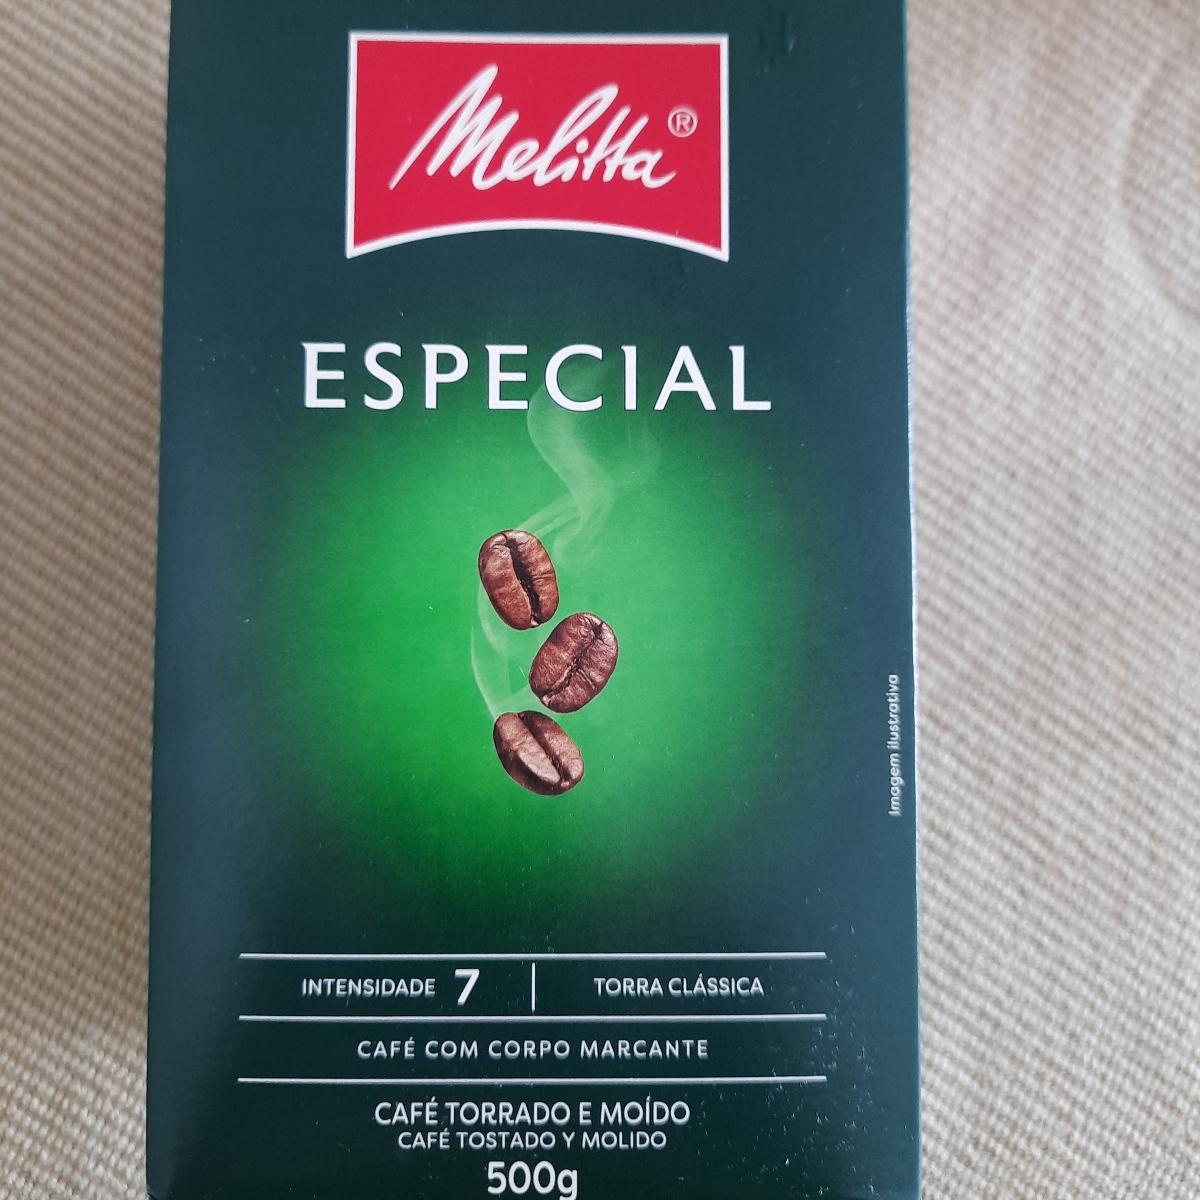 Melitta®
ESPECIAL
Imagem ilustrativa
INTENSIDADE 7 | TORRA CLÁSSICA
CAFÉ COM CORPO MARCANTE
CAFÉ TORRADO E MOÍDO
CAFÉ TOSTADO Y MOLIDO
500g